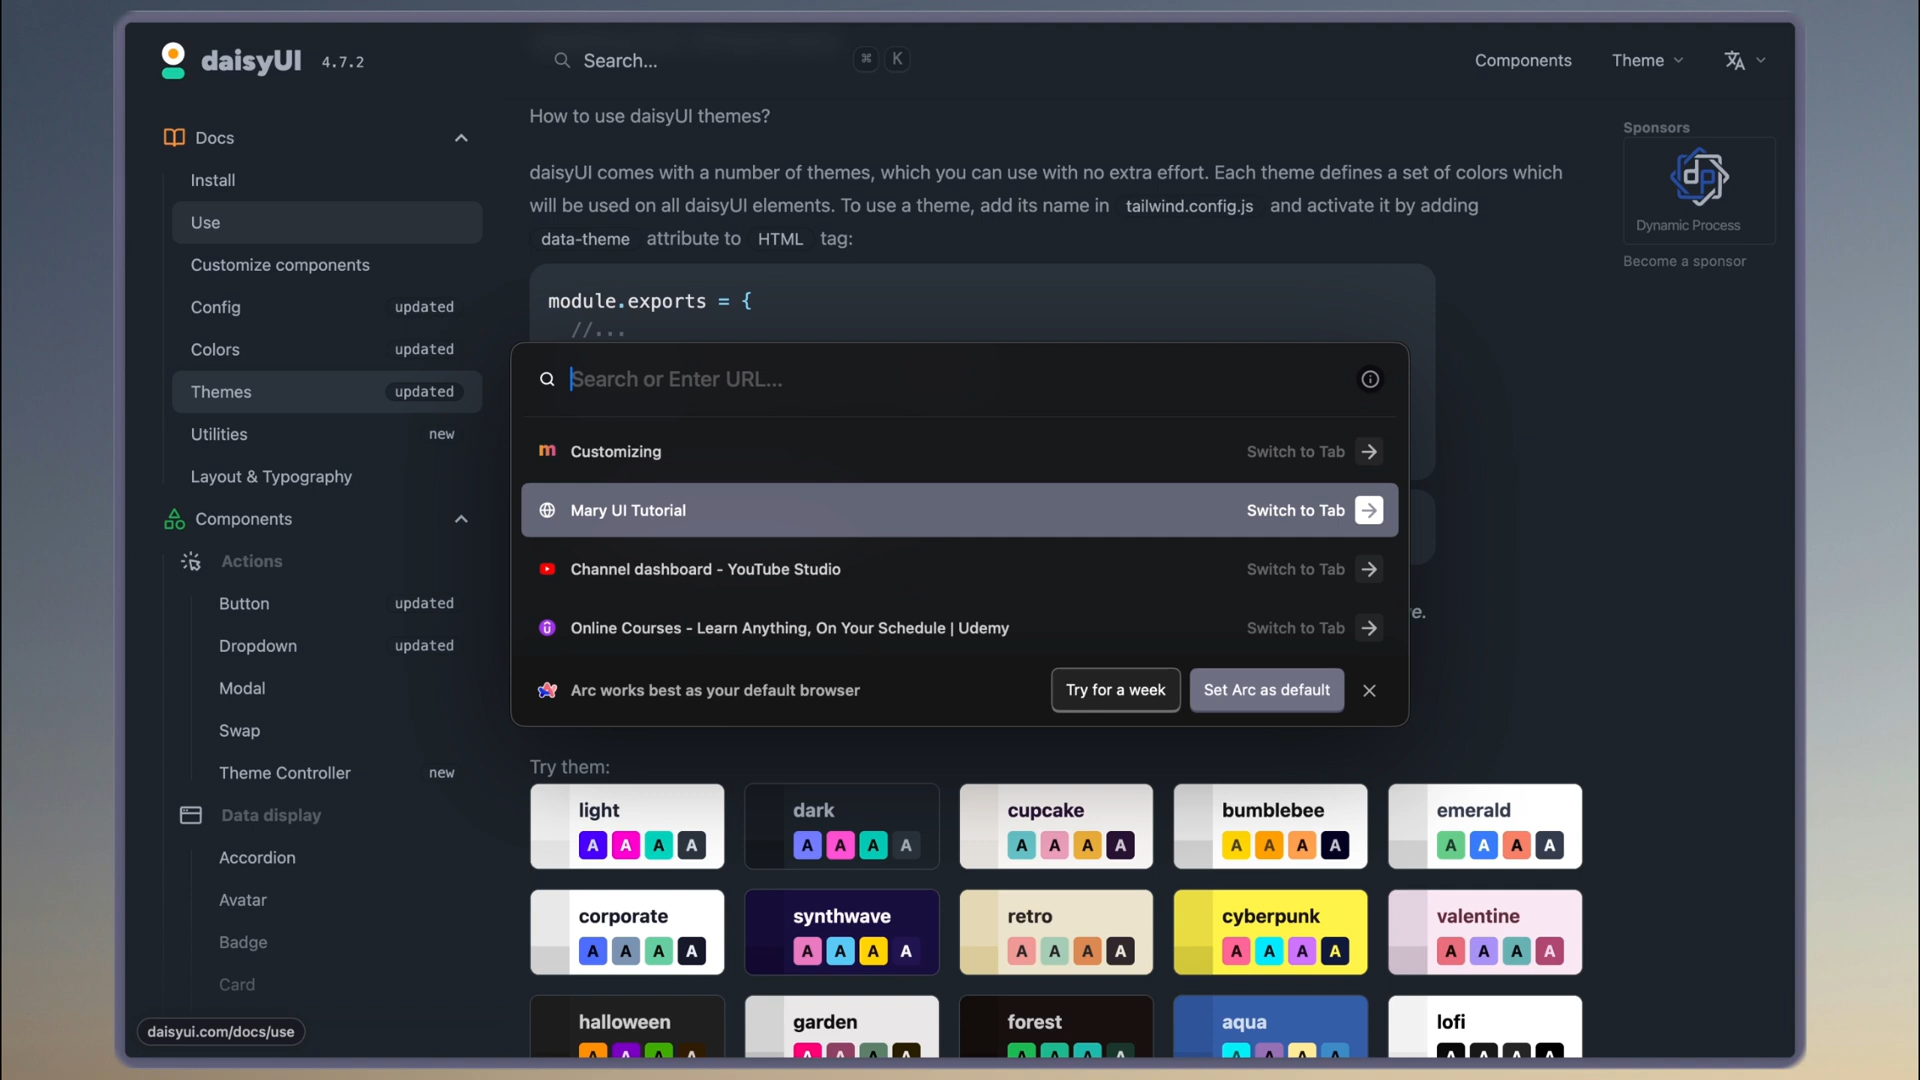 daisyUI 4.7.2
Search...
⌘ K
Components
Theme
Docs
Install
Use
Customize components
Config updated
Colors updated
Themes updated
Utilities new
Layout & Typography
Components
Actions
Button updated
Dropdown updated
Modal
Swap
Theme Controller new
Data display
Accordion
Avatar
Badge
Card
daisyui.com/docs/use
How to use daisyUI themes?
daisyUI comes with a number of themes, which you can use with no extra effort. Each theme defines a set of colors which
will be used on all daisyUI elements. To use a theme, add its name in tailwind.config.js and activate it by adding
data-theme attribute to HTML tag:
module.exports = {
//...
Search or Enter URL...
Customizing Switch to Tab
Mary UI Tutorial Switch to Tab
Channel dashboard - YouTube Studio Switch to Tab
Online Courses - Learn Anything, On Your Schedule | Udemy Switch to Tab
Arc works best as your default browser Try for a week Set Arc as default
Try them:
light dark cupcake bumblebee emerald
A A A A A A A A A A A A A A A A A A A A
corporate synthwave retro cyberpunk valentine
A A A A A A A A A A A A A A A A A A A A
halloween garden forest aqua lofi
A A A A A A A A A A A A A A A A A A A A
Sponsors
dp
Dynamic Process
Become a sponsor